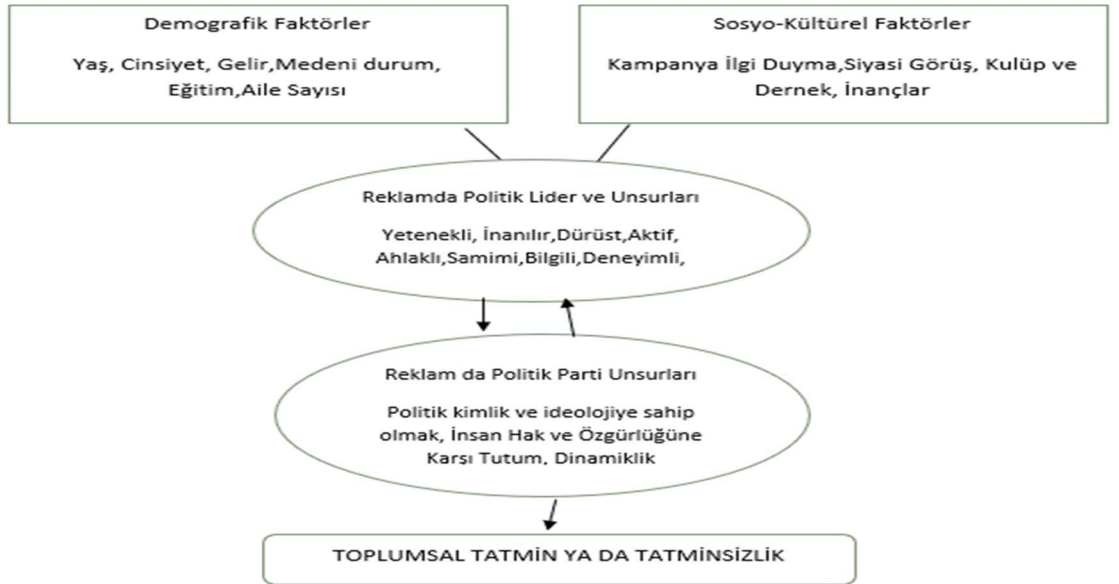 Demografik Faktörler
Yaş, Cinsiyet, Gelir,Medeni durum,
Eğitim,Aile Sayısı
Sosyo-Kültürel Faktörler
Kampanya İlgi Duyma,Siyasi Görüş, Kulüp ve
Dernek, İnançlar
Reklamda Politik Lider ve Unsurları
Yetenekli, İnanılır,Dürüst,Aktif,
Ahlaklı,Samimi,Bilgili,Deneyimli,
Reklam da Politik Parti Unsurları
Politik kimlik ve ideolojiye sahip
olmak, İnsan Hak ve Özgürlüğüne
Karşı Tutum, Dinamiklik
TOPLUMSAL TATMİN YA DA TATMİNSİZLİK